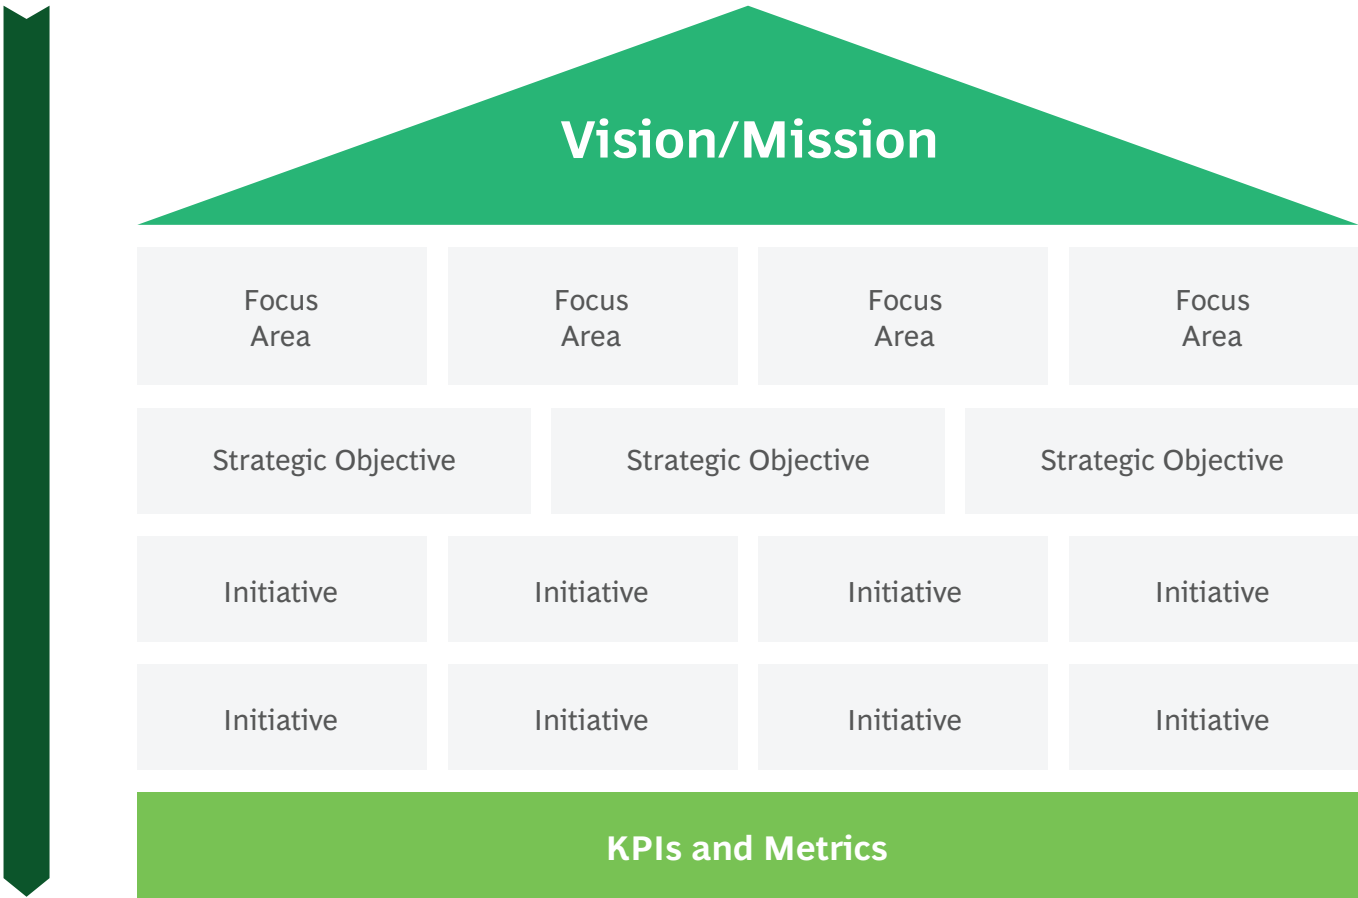 Vision/Mission
Focus
Area
Focus
Area
Focus
Area
Focus
Area
Strategic Objective
Strategic Objective
Strategic Objective
Initiative
Initiative
Initiative
Initiative
Initiative
Initiative
Initiative
Initiative
KPIs and Metrics